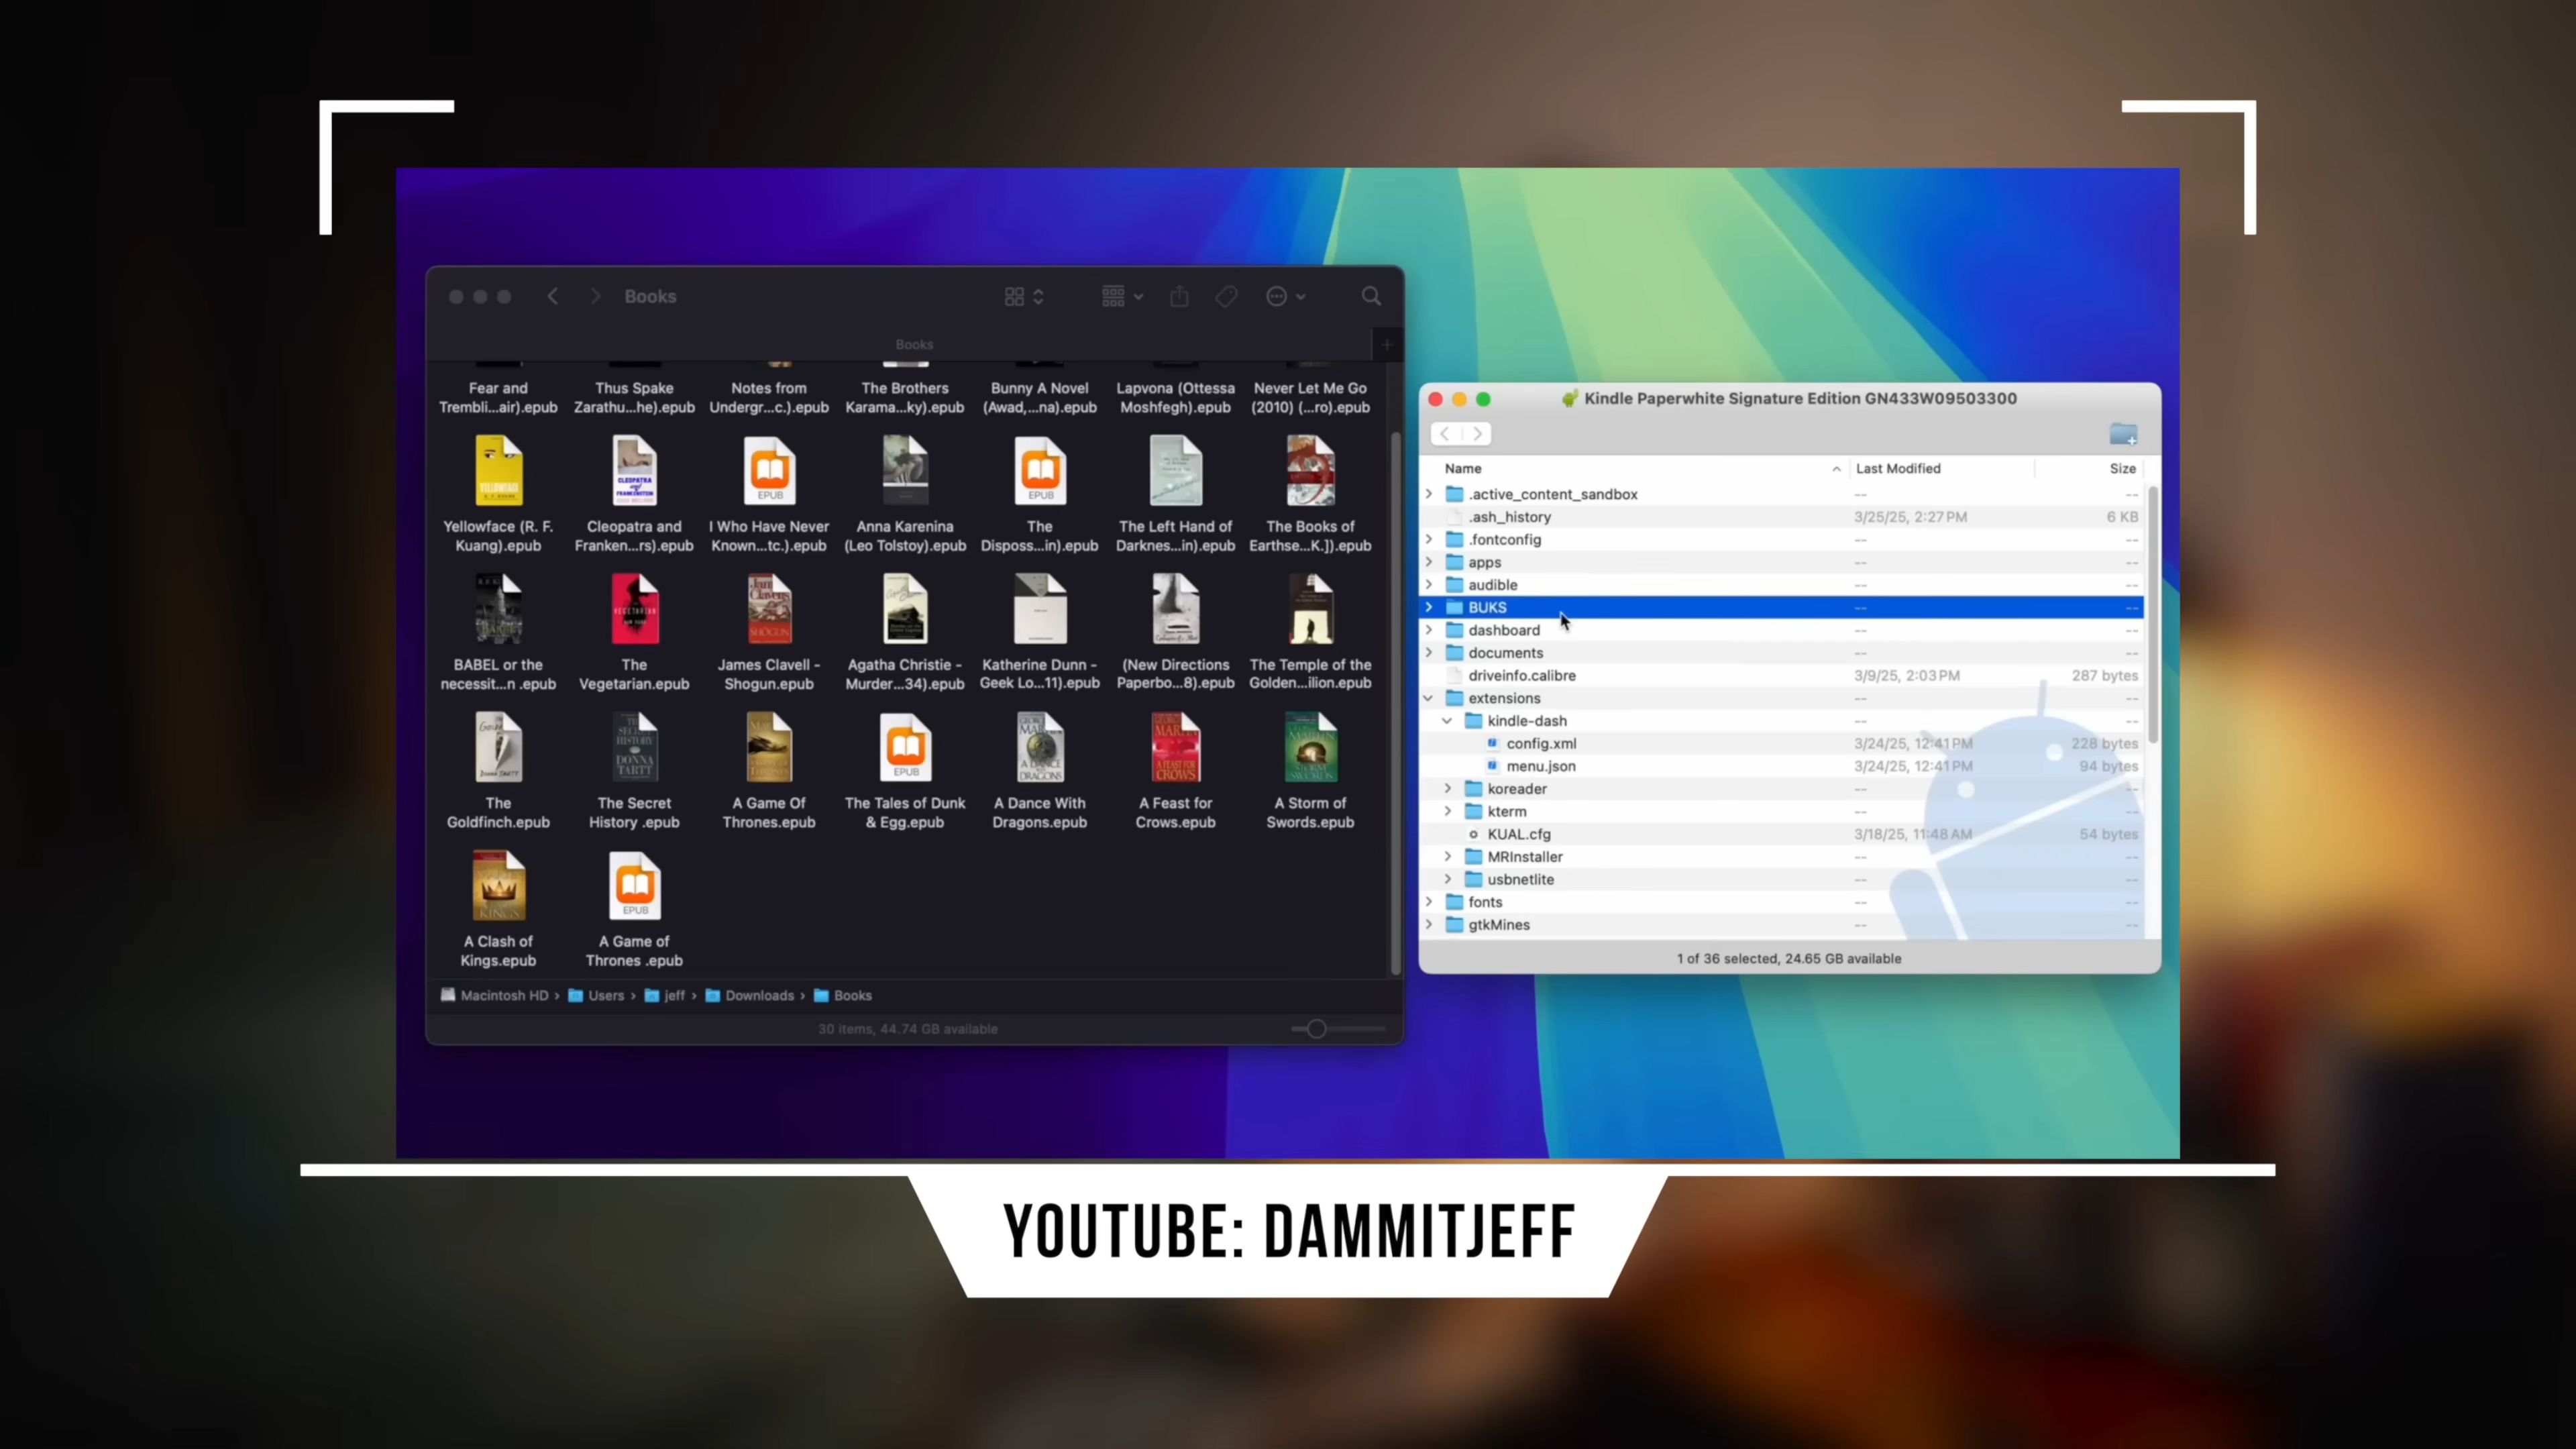 Books
Books
Fear and Thus Spake Notes from The Brothers Bunny A Novel Lapvona (Ottessa Never Let Me Go
Trembli...air).epub Zarathu...he).epub Undergr...c.).epub Karama...ky).epub (Awad,...na).epub Moshfegh).epub (2010) (...ro).epub
YELLOWFACE CLEOPATRA and FRANKENSTEIN EPUB EPUB
Yellowface (R. F. Cleopatra and I Who Have Never Anna Karenina The The Left Hand of The Books of
Kuang).epub Franken...rs).epub Known...tc.).epub (Leo Tolstoy).epub Disposs...in).epub Darknes...in).epub Earthse...K.]).epub
BABEL or the The James Clavell - Agatha Christie - Katherine Dunn - (New Directions The Temple of the
necessit...n .epub Vegetarian.epub Shogun.epub Murder...34).epub Geek Lo...11).epub Paperbo...8).epub Golden...ilion.epub
EPUB
The The Secret A Game Of The Tales of Dunk A Dance With A Feast for A Storm of
Goldfinch.epub History .epub Thrones.epub & Egg.epub Dragons.epub Crows.epub Swords.epub
EPUB
A Clash of A Game of
Kings.epub Thrones .epub
Macintosh HD › Users › jeff › Downloads › Books
30 items, 44.74 GB available
Kindle Paperwhite Signature Edition GN433W09503300
Name Last Modified Size
.active_content_sandbox -- --
.ash_history 3/25/25, 2:27 PM 6 KB
.fontconfig -- --
apps -- --
audible -- --
BUKS -- --
dashboard -- --
documents -- --
driveinfo.calibre 3/9/25, 2:03 PM 287 bytes
extensions -- --
kindle-dash -- --
config.xml 3/24/25, 12:41 PM 228 bytes
menu.json 3/24/25, 12:41 PM 94 bytes
koreader -- --
kterm -- --
KUAL.cfg 3/18/25, 11:48 AM 54 bytes
MRInstaller -- --
usbnetlite -- --
fonts -- --
gtkMines -- --
1 of 36 selected, 24.65 GB available
YOUTUBE: DAMMITJEFF